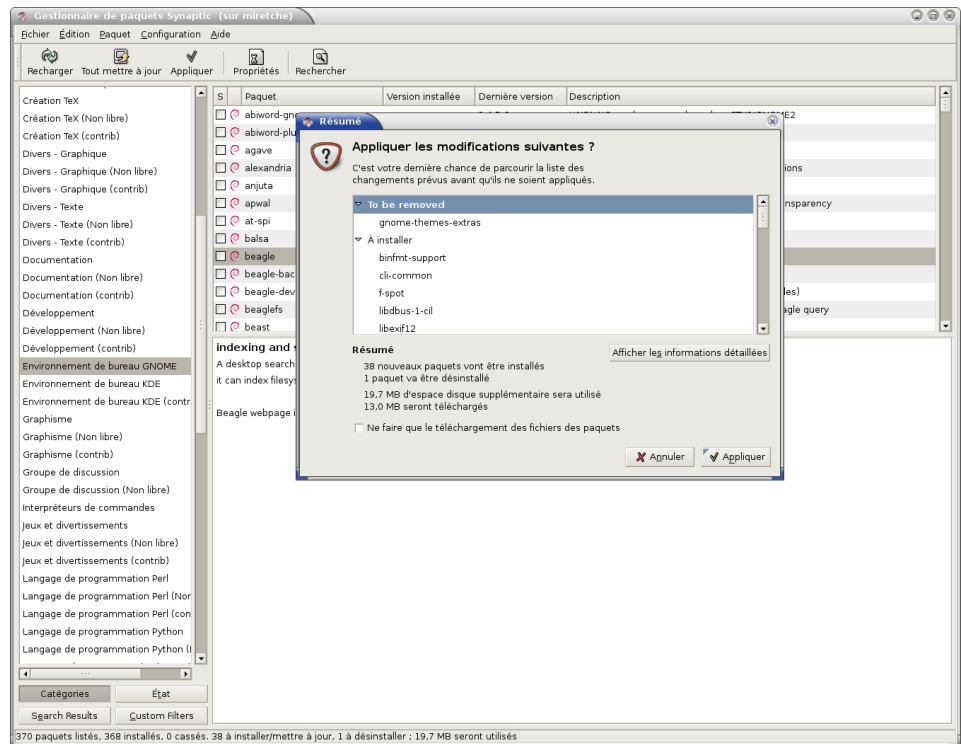 Gestionnaire de paquets Synaptic (sur miretche)
Fichier Édition Paquet Configuration Aide
Recharger Tout mettre à jour Appliquer Propriétés Rechercher
Création TeX
Création TeX (Non libre)
Création TeX (contrib)
Divers - Graphique
Divers - Graphique (Non libre)
Divers - Graphique (contrib)
Divers - Texte
Divers - Texte (Non libre)
Divers - Texte (contrib)
Documentation
Documentation (Non libre)
Documentation (contrib)
Développement
Développement (Non libre)
Développement (contrib)
Environnement de bureau GNOME
Environnement de bureau KDE
Environnement de bureau KDE (contr
Graphisme
Graphisme (Non libre)
Graphisme (contrib)
Groupe de discussion
Groupe de discussion (Non libre)
Interpréteurs de commandes
Jeux et divertissements
Jeux et divertissements (Non libre)
Jeux et divertissements (contrib)
Langage de programmation Perl
Langage de programmation Perl (Nor
Langage de programmation Perl (con
Langage de programmation Python
Langage de programmation Python (I
Catégories État
Search Results Custom Filters
S Paquet Version installée Dernière version Description
abiword-gn
abiword-plu
agave
alexandria ions
anjuta
apwal nsparency
at-spi
balsa
beagle
beagle-bac
beagle-dev les)
beaglefs agle query
beast
indexing and s
A desktop search
it can index filesy
Beagle webpage i
Résumé
Appliquer les modifications suivantes ?
C'est votre dernière chance de parcourir la liste des
changements prévus avant qu'ils ne soient appliqués.
To be removed
gnome-themes-extras
À installer
binfmt-support
cli-common
f-spot
libdbus-1-cil
libexif12
Résumé
Afficher les informations détaillées
38 nouveaux paquets vont être installés
1 paquet va être désinstallé
19,7 MB d'espace disque supplémentaire sera utilisé
13,0 MB seront téléchargés
Ne faire que le téléchargement des fichiers des paquets
Annuler Appliquer
370 paquets listés, 368 installés, 0 cassés. 38 à installer/mettre à jour, 1 à désinstaller ; 19,7 MB seront utilisés